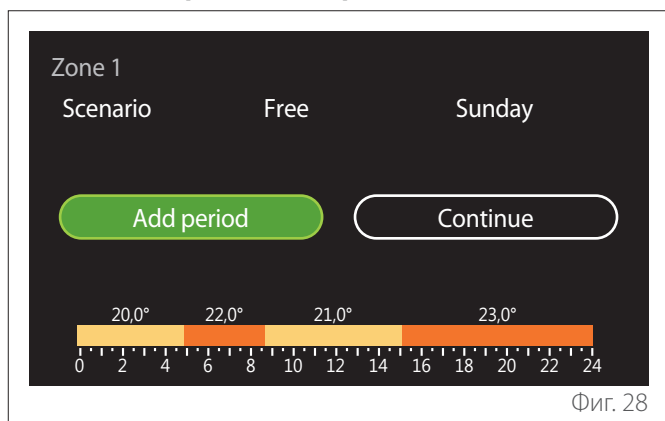 Zone 1
Scenario Free Sunday
Add period Continue
20,0° 22,0° 21,0° 23,0°
0 2 4 6 8 10 12 14 16 18 20 22 24
Фиг. 28